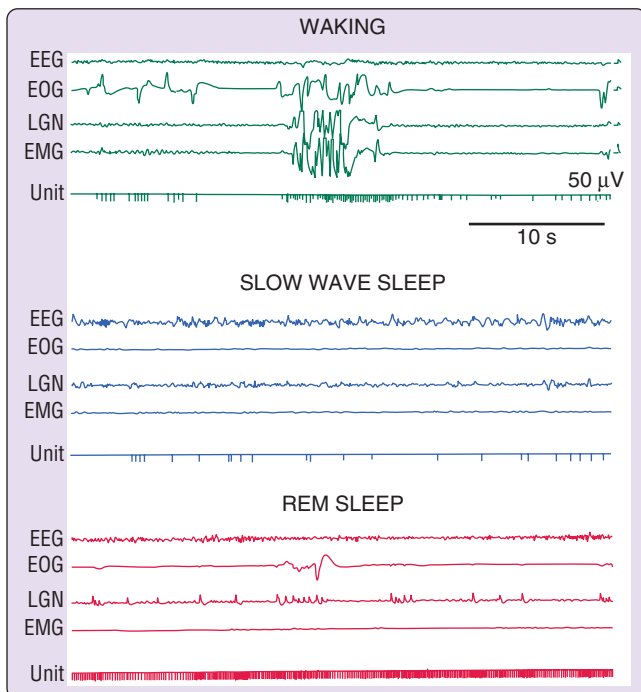 WAKING
EEG
EOG
LGN
EMG
Unit
50 µV
10 s
SLOW WAVE SLEEP
EEG
EOG
LGN
EMG
Unit
REM SLEEP
EEG
EOG
LGN
EMG
Unit